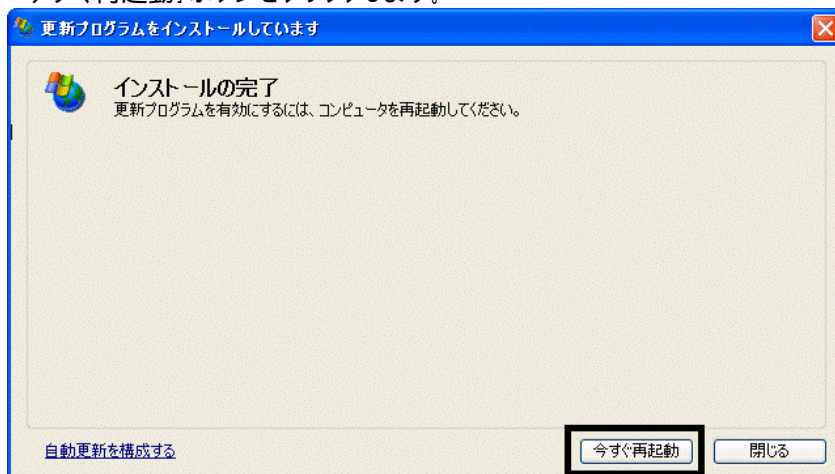 更新プログラムをインストールしています
インストールの完了
更新プログラムを有効にするには、コンピュータを再起動してください。
自動更新を構成する
今すぐ再起動
閉じる